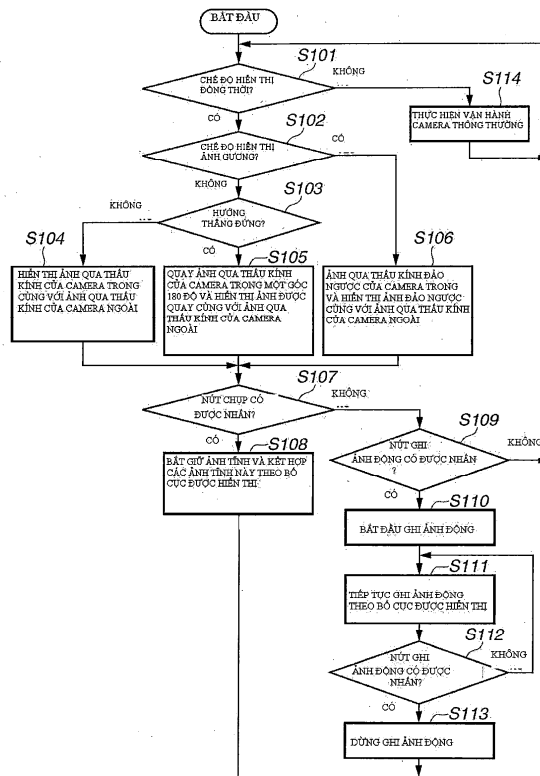 BẮT ĐẦU
S101
CHẾ ĐỘ HIỂN THỊ
ĐỒNG THỜI?
KHÔNG
S114
THỰC HIỆN VẬN HÀNH
CAMERA THÔNG THƯỜNG
CÓ
S102
CHẾ ĐỘ HIỂN THỊ
ẢNH GƯƠNG?
CÓ
KHÔNG
S103
HƯỚNG
THẲNG ĐỨNG?
KHÔNG
CÓ
S104
HIỂN THỊ ẢNH QUA THẤU
KÍNH CỦA CAMERA TRONG
CÙNG VỚI ẢNH QUA THẤU
KÍNH CỦA CAMERA NGOÀI
S105
QUAY ẢNH QUA THẤU KÍNH
CỦA CAMERA TRONG MỘT GÓC
180 ĐỘ VÀ HIỂN THỊ ẢNH ĐƯỢC
QUAY CÙNG VỚI ẢNH QUA
THẤU KÍNH CỦA CAMERA
NGOÀI
S106
ẢNH QUA THẤU KÍNH ĐẢO
NGƯỢC CỦA CAMERA TRONG
VÀ HIỂN THỊ ẢNH ĐẢO NGƯỢC
CÙNG VỚI ẢNH QUA THẤU KÍNH
CỦA CAMERA NGOÀI
S107
NÚT CHỤP CÓ
ĐƯỢC NHẤN?
KHÔNG
CÓ
S108
BẮT GIỮ ẢNH TĨNH VÀ KẾT HỢP
CÁC ẢNH TĨNH NÀY THEO BỐ
CỤC ĐƯỢC HIỂN THỊ
S109
NÚT GHI
ẢNH ĐỘNG CÓ ĐƯỢC NHẤN
?
KHÔNG
CÓ
S110
BẮT ĐẦU GHI ẢNH ĐỘNG
S111
TIẾP TỤC GHI ẢNH ĐỘNG
THEO BỐ CỤC ĐƯỢC HIỂN THỊ
S112
NÚT GHI
ẢNH ĐỘNG CÓ ĐƯỢC
NHẤN?
KHÔNG
CÓ
S113
DỪNG GHI ẢNH ĐỘNG